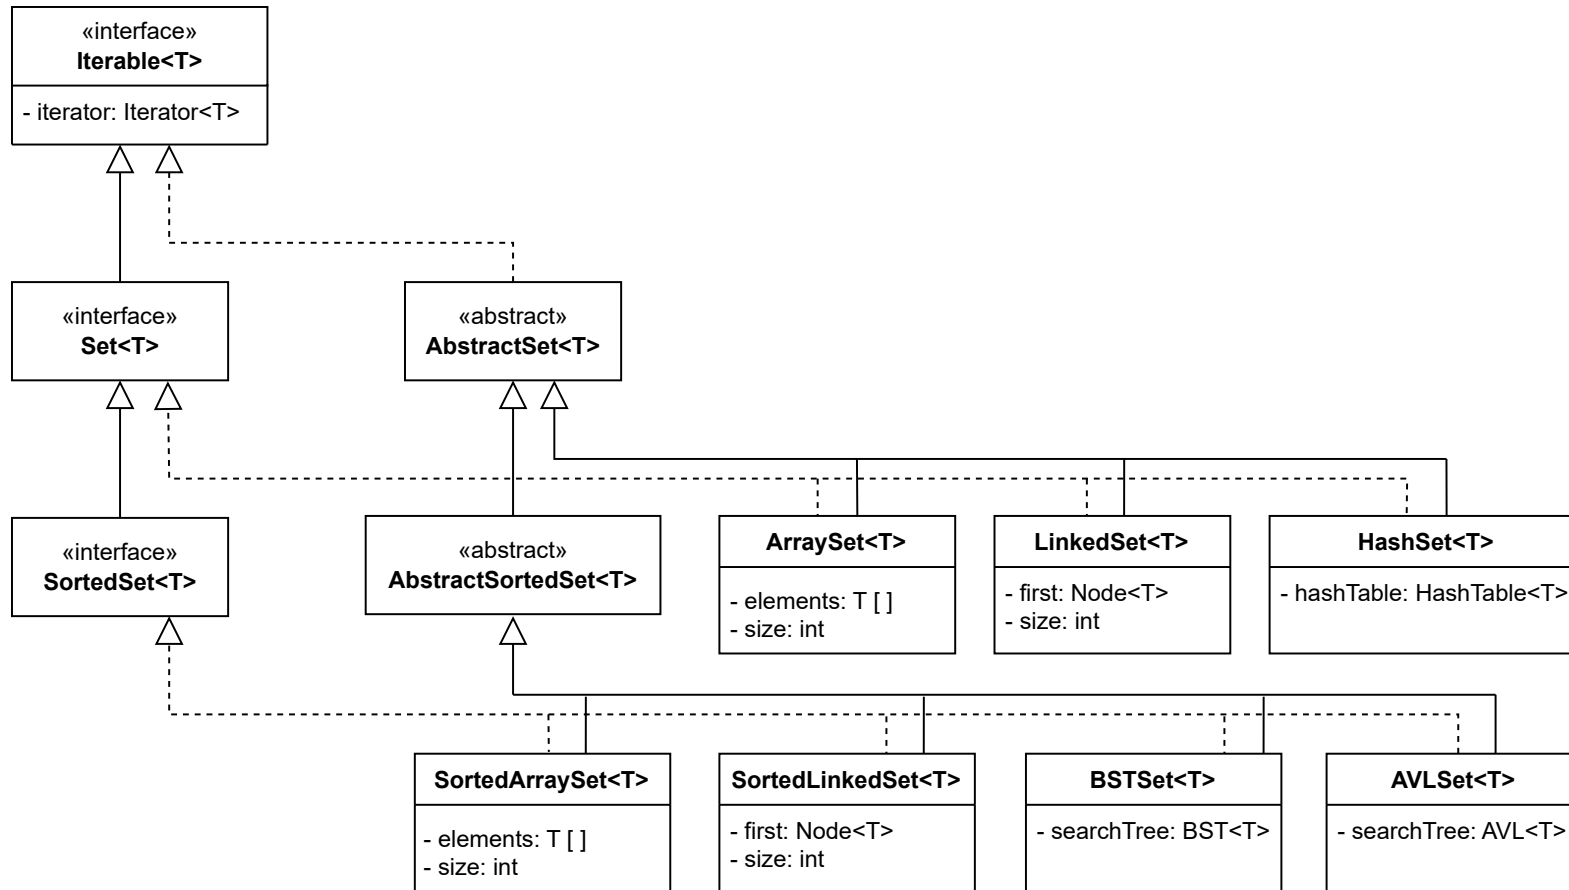 «interface»
Iterable<T>
- iterator: Iterator<T>
«interface»
Set<T>
«abstract»
AbstractSet<T>
«interface»
SortedSet<T>
«abstract»
AbstractSortedSet<T>
ArraySet<T>
- elements: T [ ]
- size: int
LinkedSet<T>
- first: Node<T>
- size: int
HashSet<T>
- hashTable: HashTable<T>
SortedArraySet<T>
- elements: T [ ]
- size: int
SortedLinkedSet<T>
- first: Node<T>
- size: int
BSTSet<T>
- searchTree: BST<T>
AVLSet<T>
- searchTree: AVL<T>